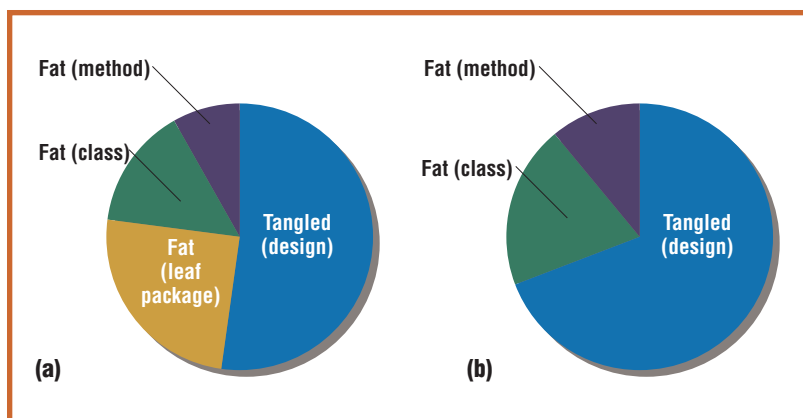 Fat (method)
Fat (class)
Tangled
(design)
Fat
(leaf
package)
(a)
Fat (method)
Fat (class)
Tangled
(design)
(b)